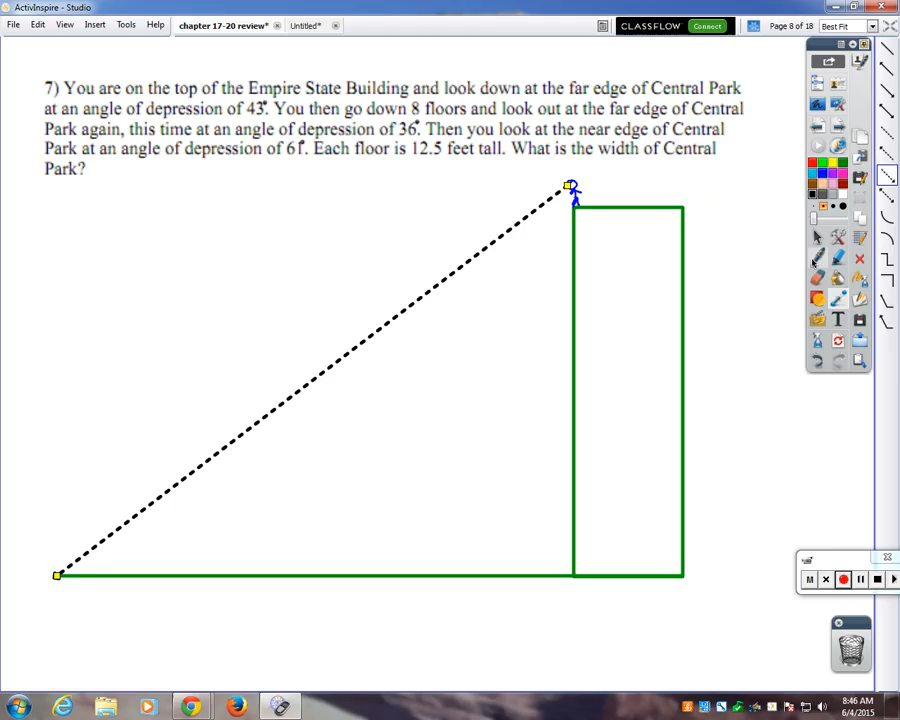 ActivInspire - Studio
File Edit View Insert Tools Help chapter 17-20 review* Untitled* CLASSFLOW Connect Page 8 of 18 Best Fit
7) You are on the top of the Empire State Building and look down at the far edge of Central Park
at an angle of depression of 43°. You then go down 8 floors and look out at the far edge of Central
Park again, this time at an angle of depression of 36°. Then you look at the near edge of Central
Park at an angle of depression of 61°. Each floor is 12.5 feet tall. What is the width of Central
Park?
T
M
8:46 AM
6/4/2015